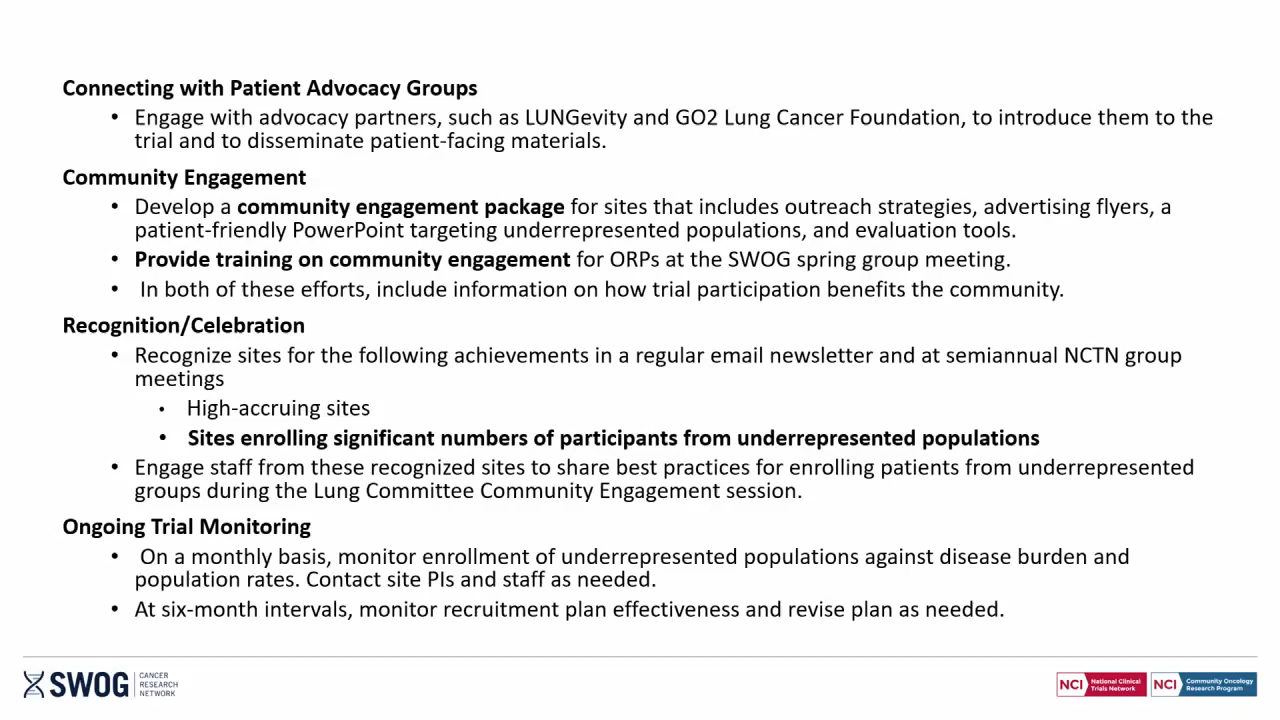 Connecting with Patient Advocacy Groups
• Engage with advocacy partners, such as LUNGevity and GO2 Lung Cancer Foundation, to introduce them to the
trial and to disseminate patient-facing materials.
Community Engagement
• Develop a community engagement package for sites that includes outreach strategies, advertising flyers, a
patient-friendly PowerPoint targeting underrepresented populations, and evaluation tools.
• Provide training on community engagement for ORPs at the SWOG spring group meeting.
• In both of these efforts, include information on how trial participation benefits the community.
Recognition/Celebration
• Recognize sites for the following achievements in a regular email newsletter and at semiannual NCTN group
meetings
• High-accruing sites
• Sites enrolling significant numbers of participants from underrepresented populations
• Engage staff from these recognized sites to share best practices for enrolling patients from underrepresented
groups during the Lung Committee Community Engagement session.
Ongoing Trial Monitoring
• On a monthly basis, monitor enrollment of underrepresented populations against disease burden and
population rates. Contact site PIs and staff as needed.
• At six-month intervals, monitor recruitment plan effectiveness and revise plan as needed.
SWOG
CANCER
RESEARCH
NETWORK
NCI
National Clinical
Trials Network
NCI
Community Oncology
Research Program